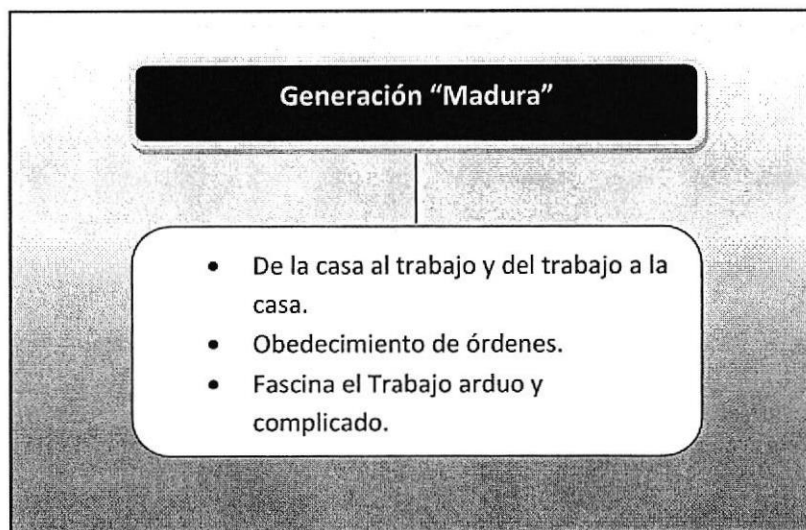 Generación “Madura”
• De la casa al trabajo y del trabajo a la
casa.
• Obedecimiento de órdenes.
• Fascina el Trabajo arduo y
complicado.